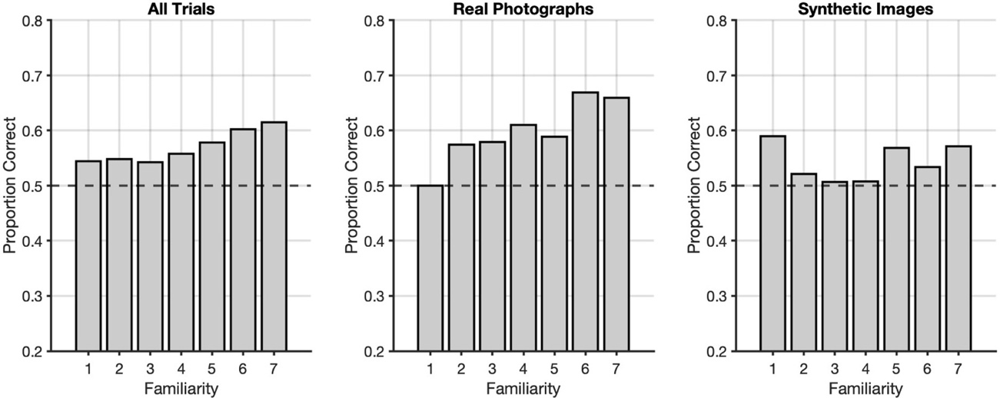 All Trials
Proportion Correct
0.8
0.7
0.6
0.5
0.4
0.3
0.2
1 2 3 4 5 6 7
Familiarity
Real Photographs
Proportion Correct
0.8
0.7
0.6
0.5
0.4
0.3
0.2
1 2 3 4 5 6 7
Familiarity
Synthetic Images
Proportion Correct
0.8
0.7
0.6
0.5
0.4
0.3
0.2
1 2 3 4 5 6 7
Familiarity